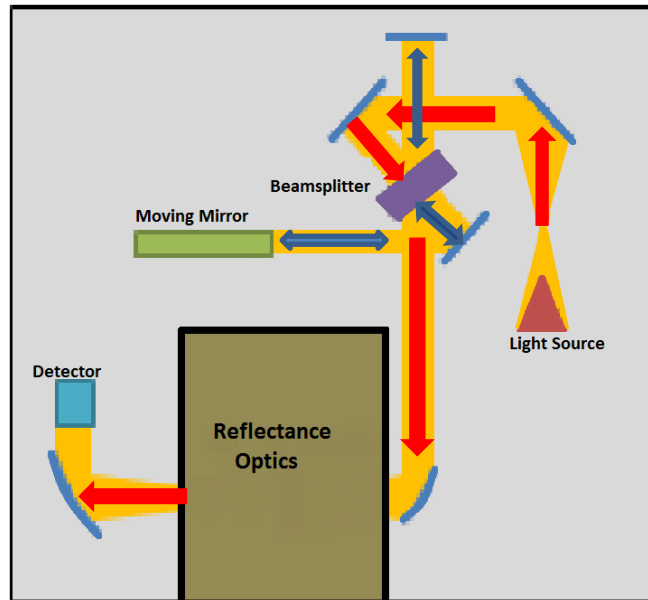 Beamsplitter
Moving Mirror
Light Source
Detector
Reflectance
Optics